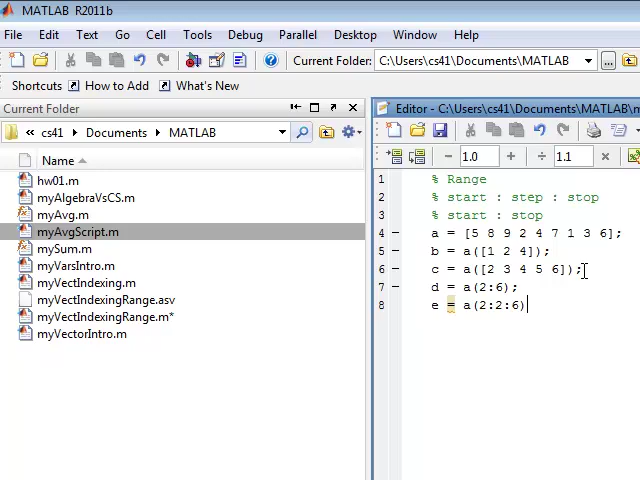 MATLAB R2011b
File Edit Text Go Cell Tools Debug Parallel Desktop Window Help
Current Folder: C:\Users\cs41\Documents\MATLAB ...
Shortcuts How to Add What's New
Current Folder
Editor - C:\Users\cs41\Documents\MATLAB\m
« cs41 ▸ Documents ▸ MATLAB
− 1.0 + ÷ 1.1 ×
Name
hw01.m
myAlgebraVsCS.m
myAvg.m
myAvgScript.m
mySum.m
myVarsIntro.m
myVectIndexing.m
myVectIndexingRange.asv
myVectIndexingRange.m*
myVectorIntro.m
1 % Range
2 % start : step : stop
3 % start : stop
4 – a = [5 8 9 2 4 7 1 3 6];
5 – b = a([1 2 4]);
6 – c = a([2 3 4 5 6]);
7 – d = a(2:6);
8 e = a(2:2:6)